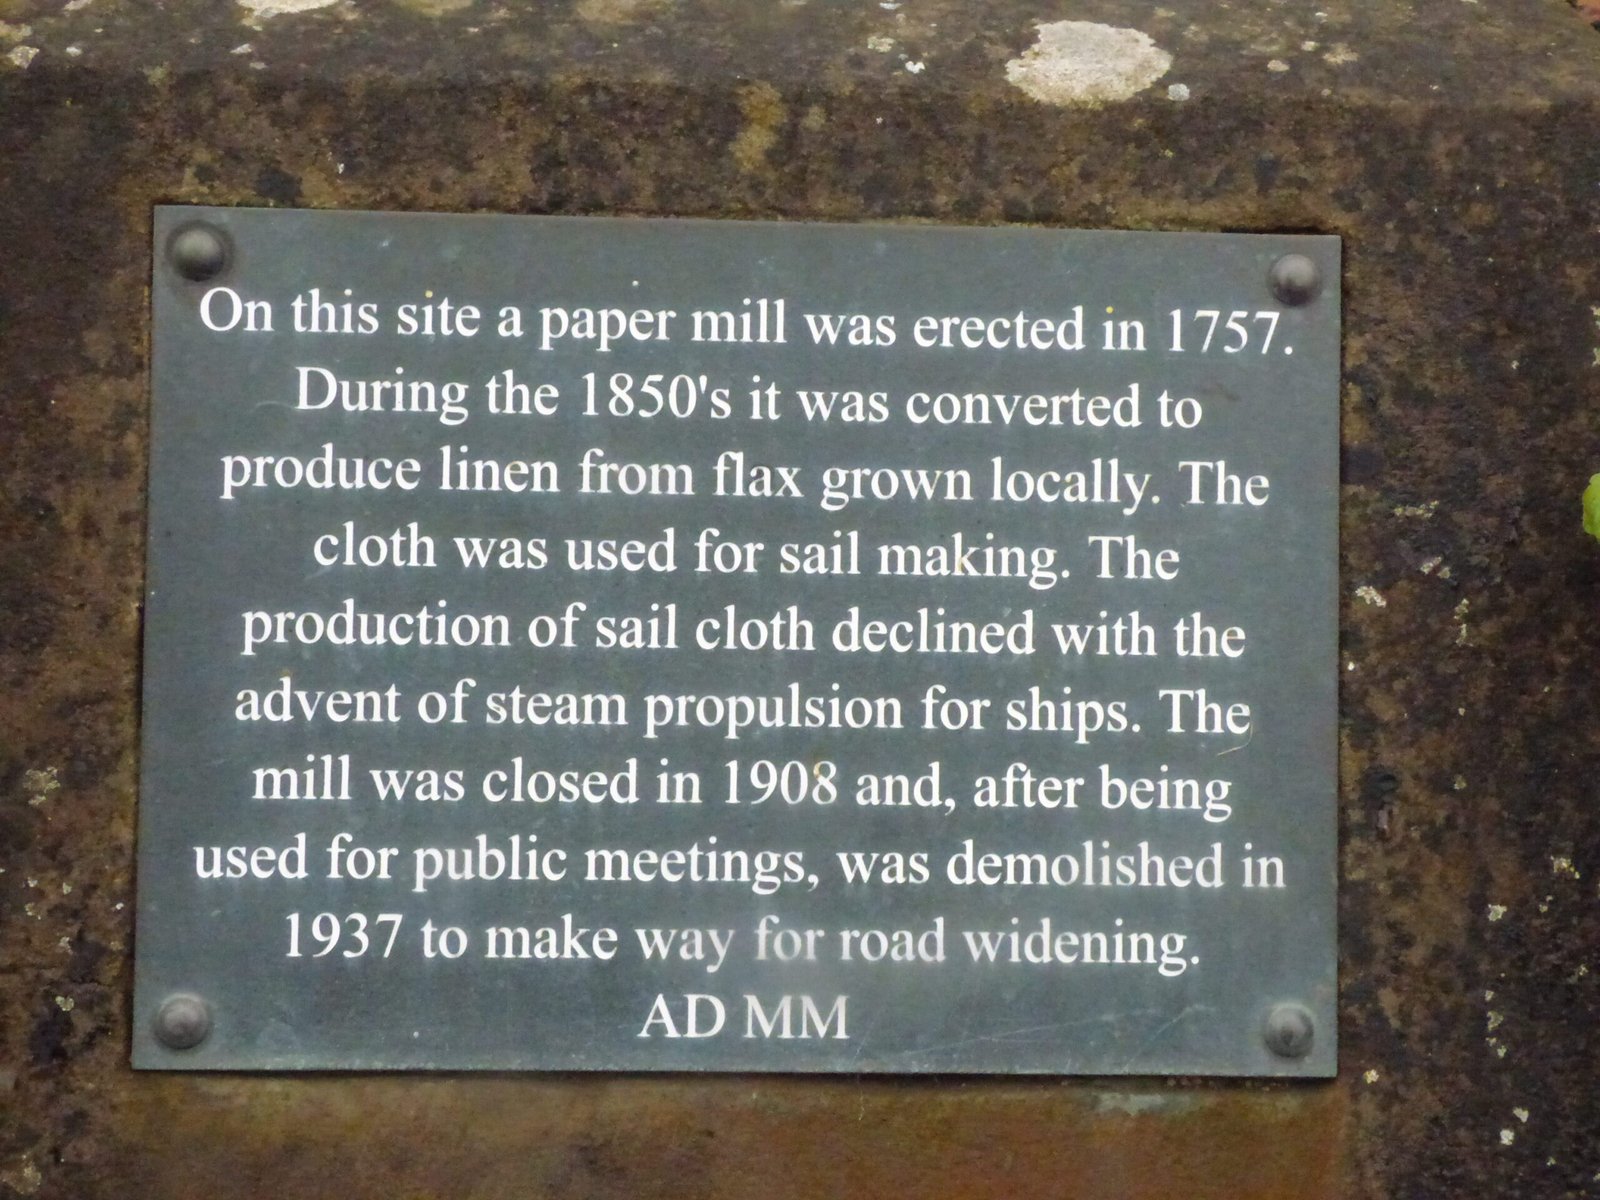 On this site a paper mill was erected in 1757.
During the 1850's it was converted to
produce linen from flax grown locally. The
cloth was used for sail making. The
production of sail cloth declined with the
advent of steam propulsion for ships. The
mill was closed in 1908 and, after being
used for public meetings, was demolished in
1937 to make way for road widening.
AD MM